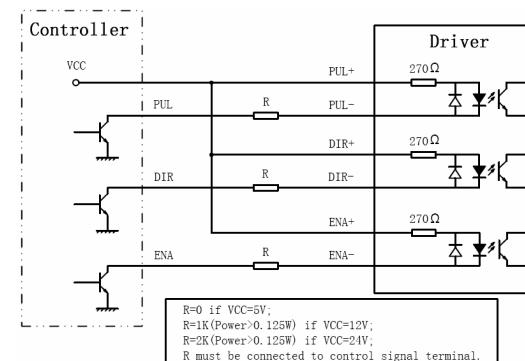 Controller
Driver
VCC
PUL+
270Ω
PUL
R
PUL-
DIR+
270Ω
DIR
R
DIR-
ENA+
270Ω
ENA
R
ENA-
R=0 if VCC=5V;
R=1K(Power>0.125W) if VCC=12V;
R=2K(Power>0.125W) if VCC=24V;
R must be connected to control signal terminal.